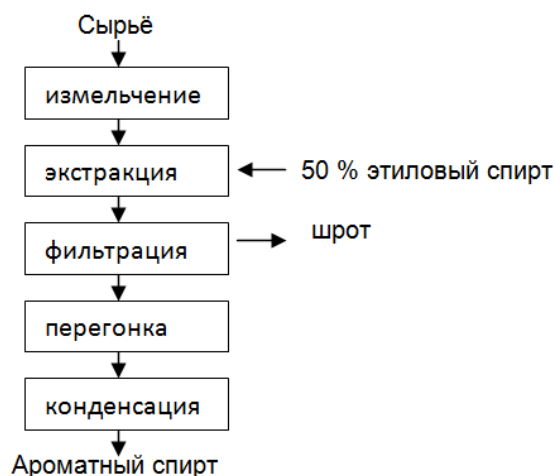 Сырьё
измельчение
экстракция
50 % этиловый спирт
фильтрация
шрот
перегонка
конденсация
Ароматный спирт